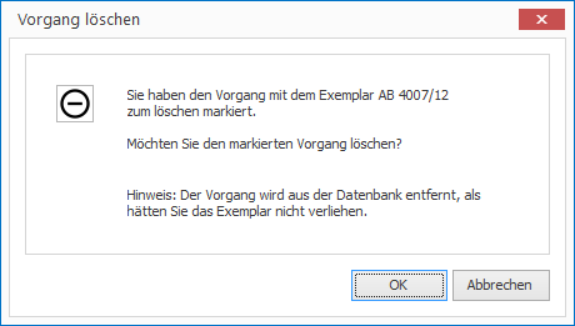 Vorgang löschen
Sie haben den Vorgang mit dem Exemplar AB 4007/12
zum löschen markiert.
Möchten Sie den markierten Vorgang löschen?
Hinweis: Der Vorgang wird aus der Datenbank entfernt, als
hätten Sie das Exemplar nicht verliehen.
OK
Abbrechen